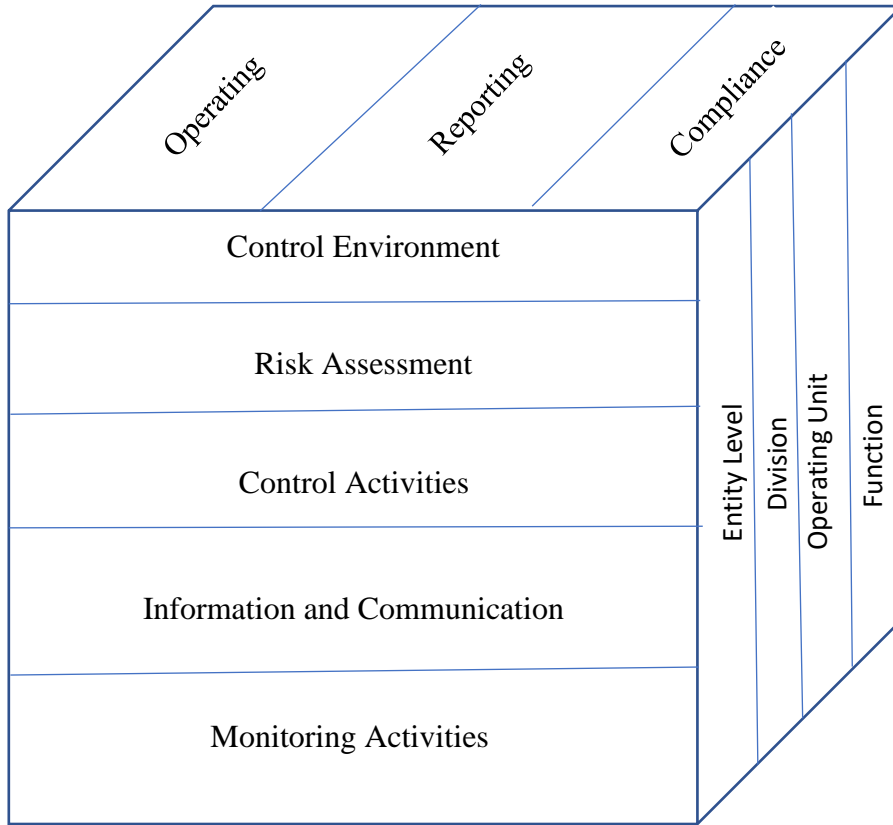 Operating
Reporting
Compliance
Control Environment
Risk Assessment
Control Activities
Information and Communication
Monitoring Activities
Entity Level
Division
Operating Unit
Function